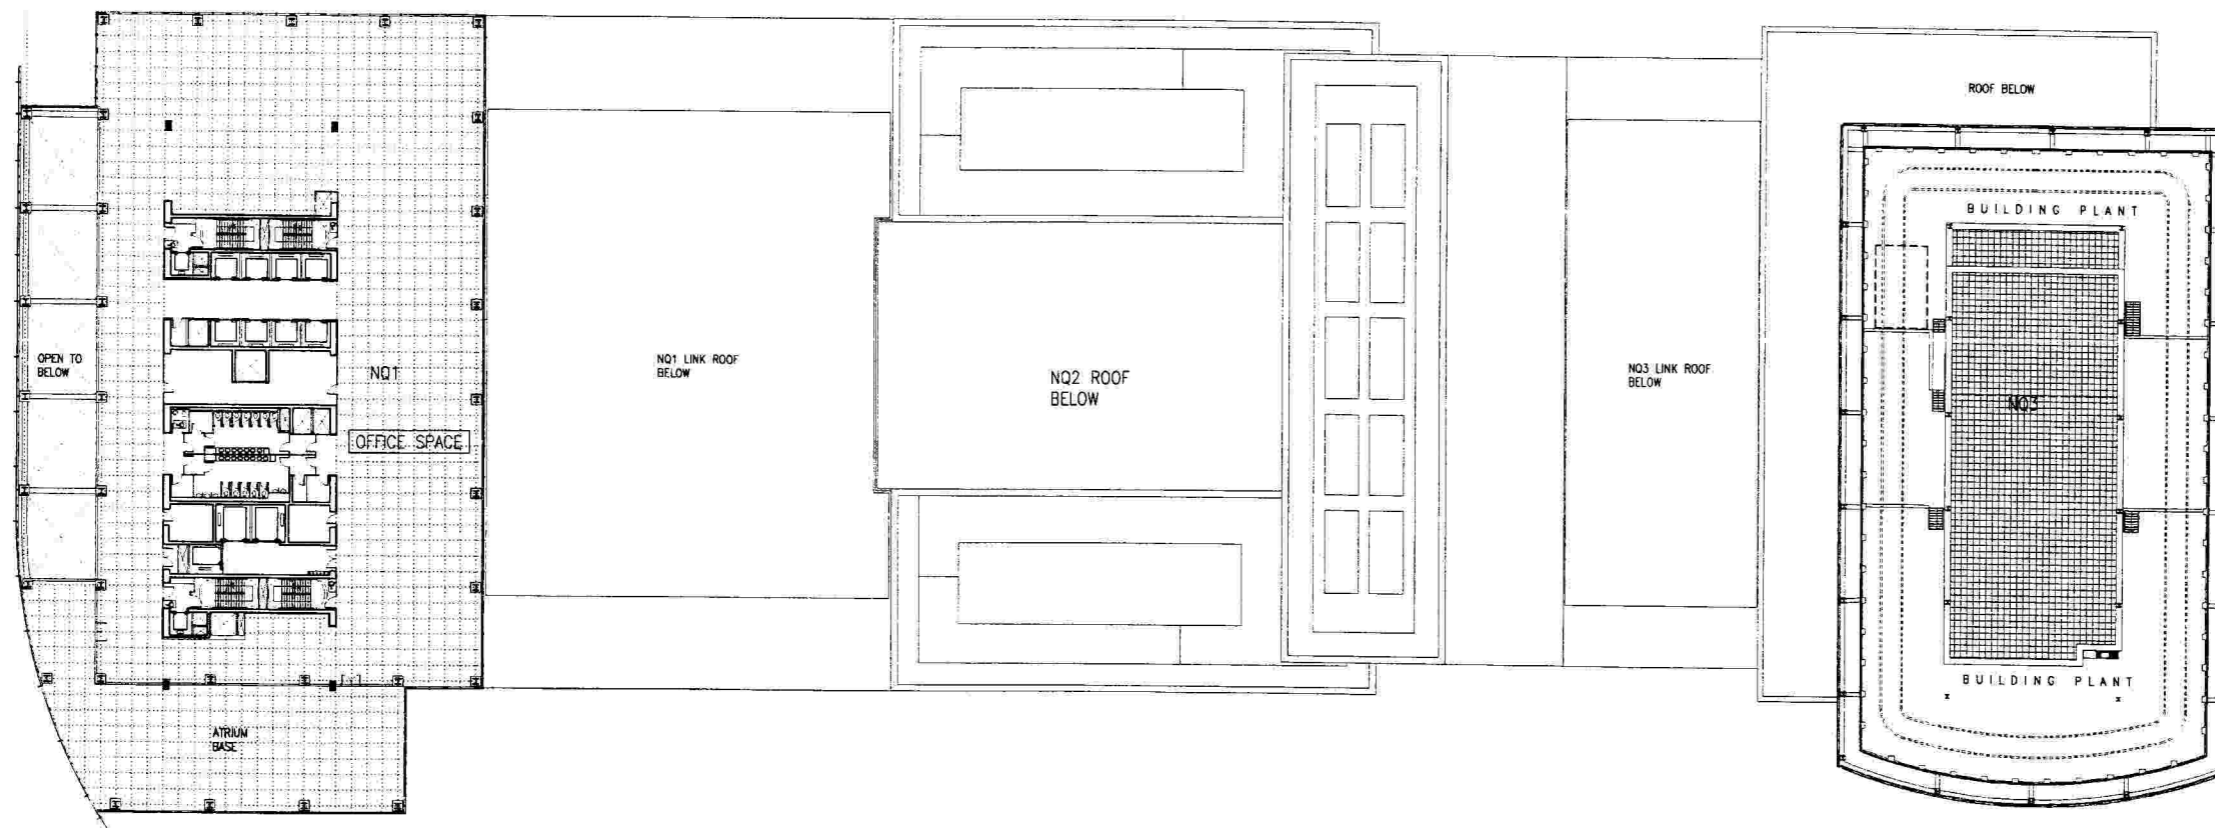 ROOF BELOW
BUILDING PLANT
OPEN TO
BELOW
NQ1
NQ1 LINK ROOF
BELOW
NQ2 ROOF
BELOW
NQ3 LINK ROOF
BELOW
NQ3
OFFICE SPACE
BUILDING PLANT
ATRIUM
BASE